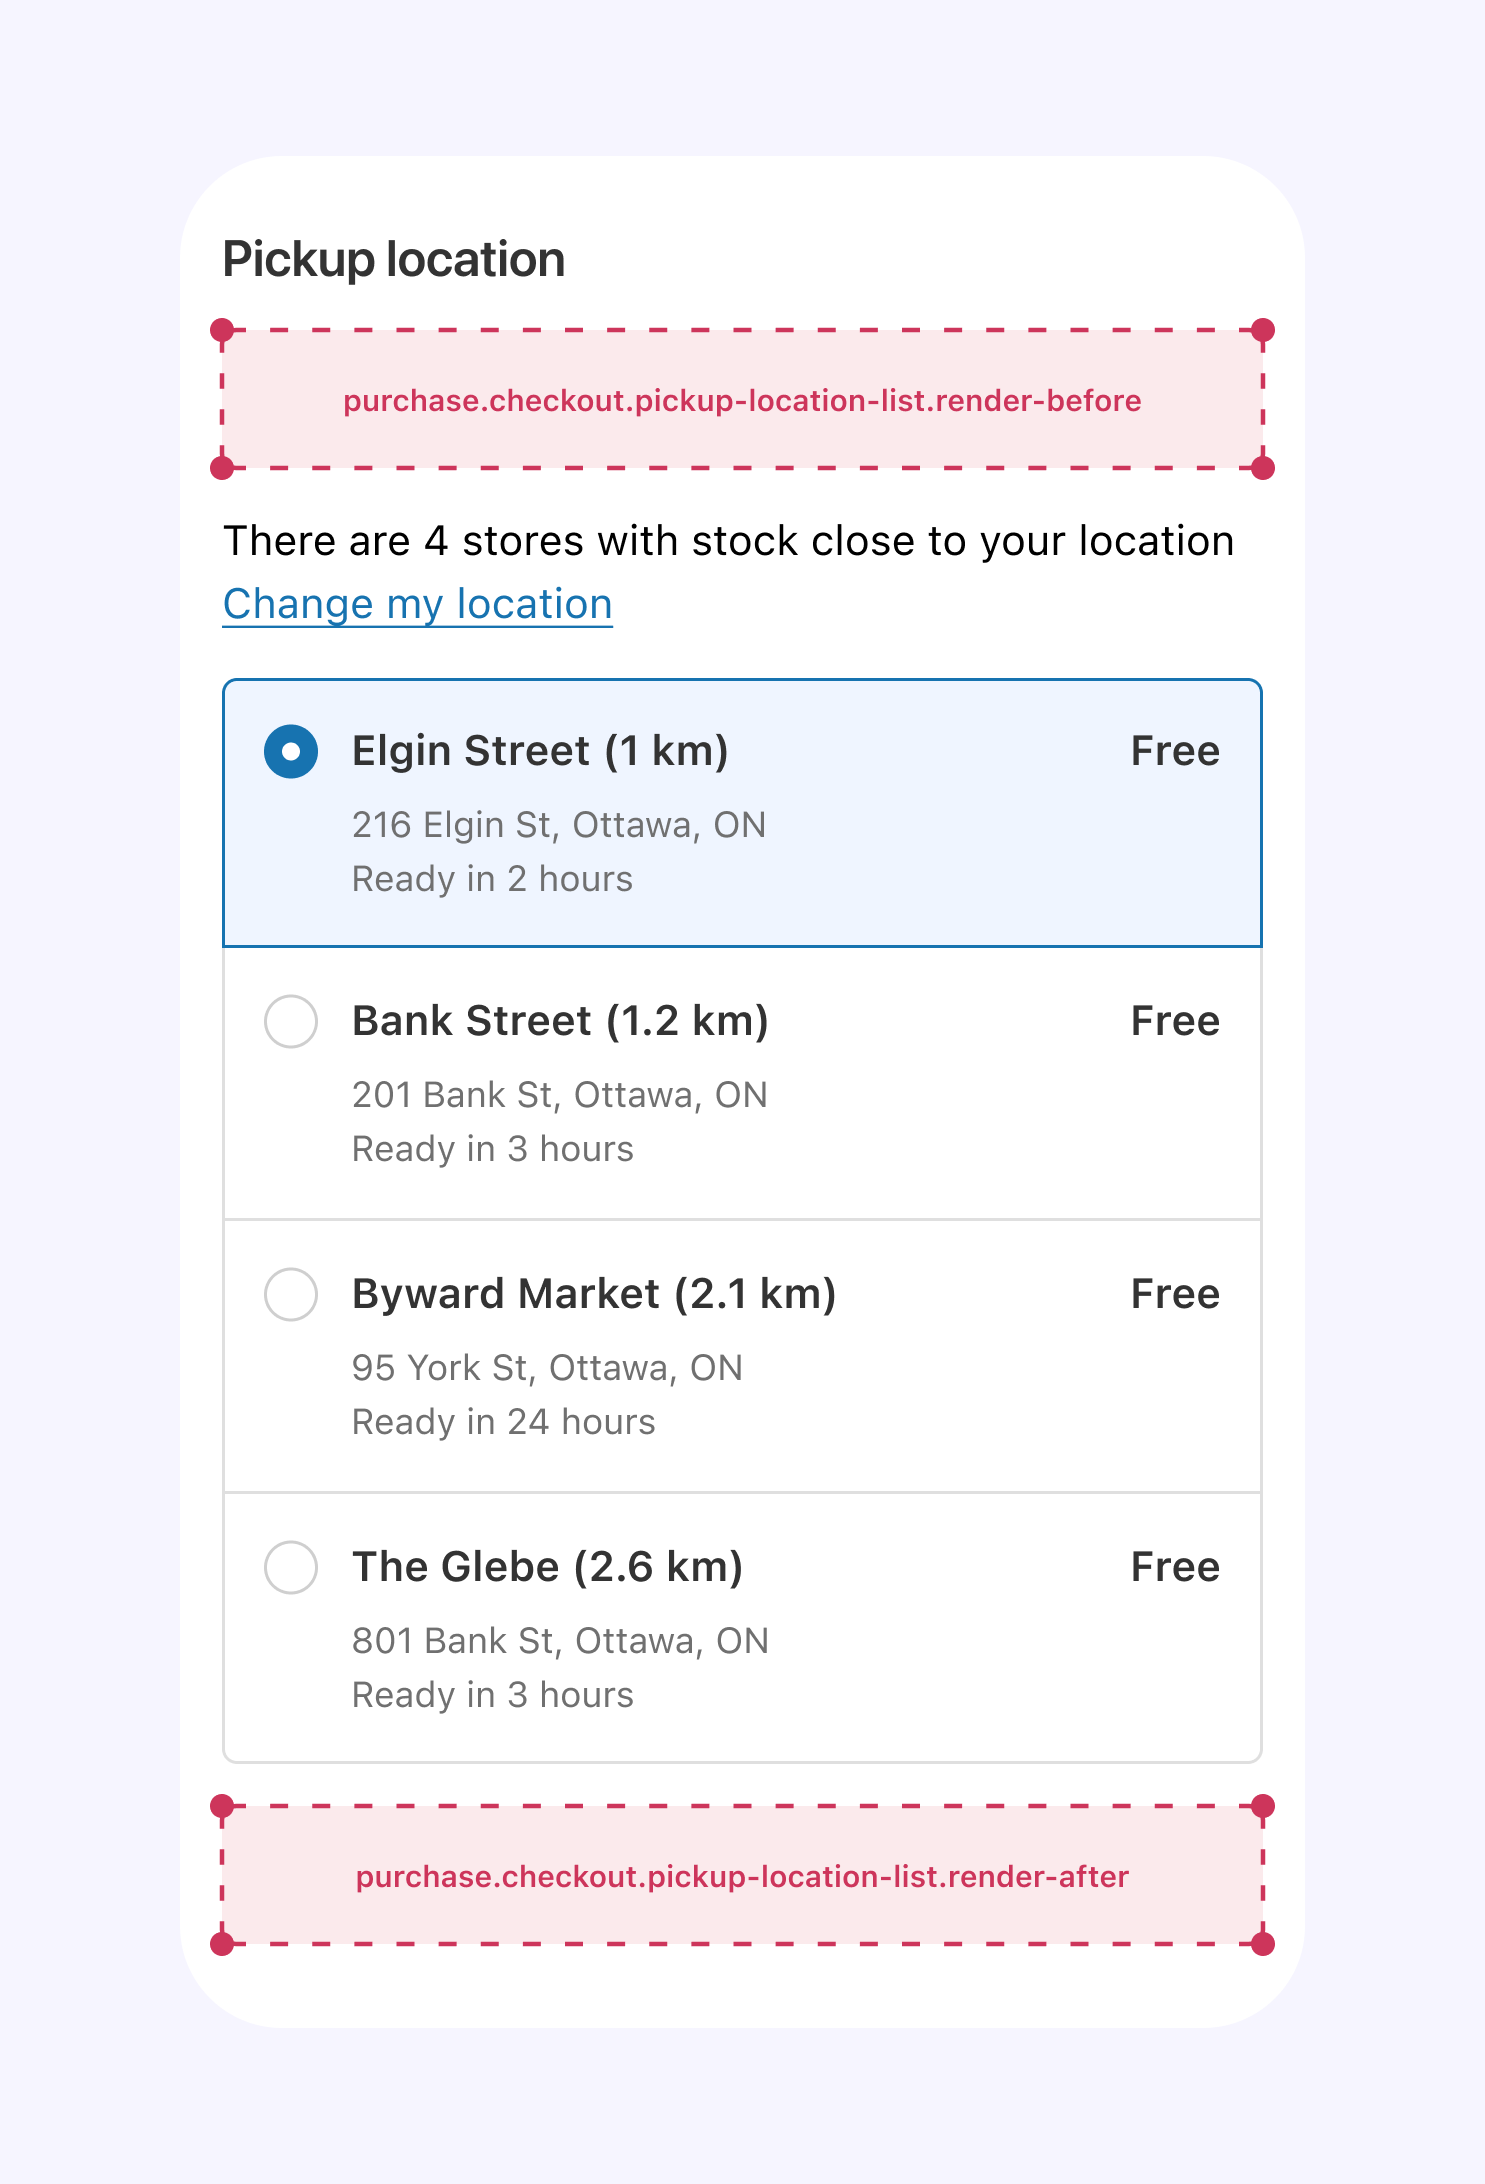 Pickup location
purchase.checkout.pickup-location-list.render-before
There are 4 stores with stock close to your location
Change my location
Elgin Street (1 km) Free
216 Elgin St, Ottawa, ON
Ready in 2 hours
Bank Street (1.2 km) Free
201 Bank St, Ottawa, ON
Ready in 3 hours
Byward Market (2.1 km) Free
95 York St, Ottawa, ON
Ready in 24 hours
The Glebe (2.6 km) Free
801 Bank St, Ottawa, ON
Ready in 3 hours
purchase.checkout.pickup-location-list.render-after